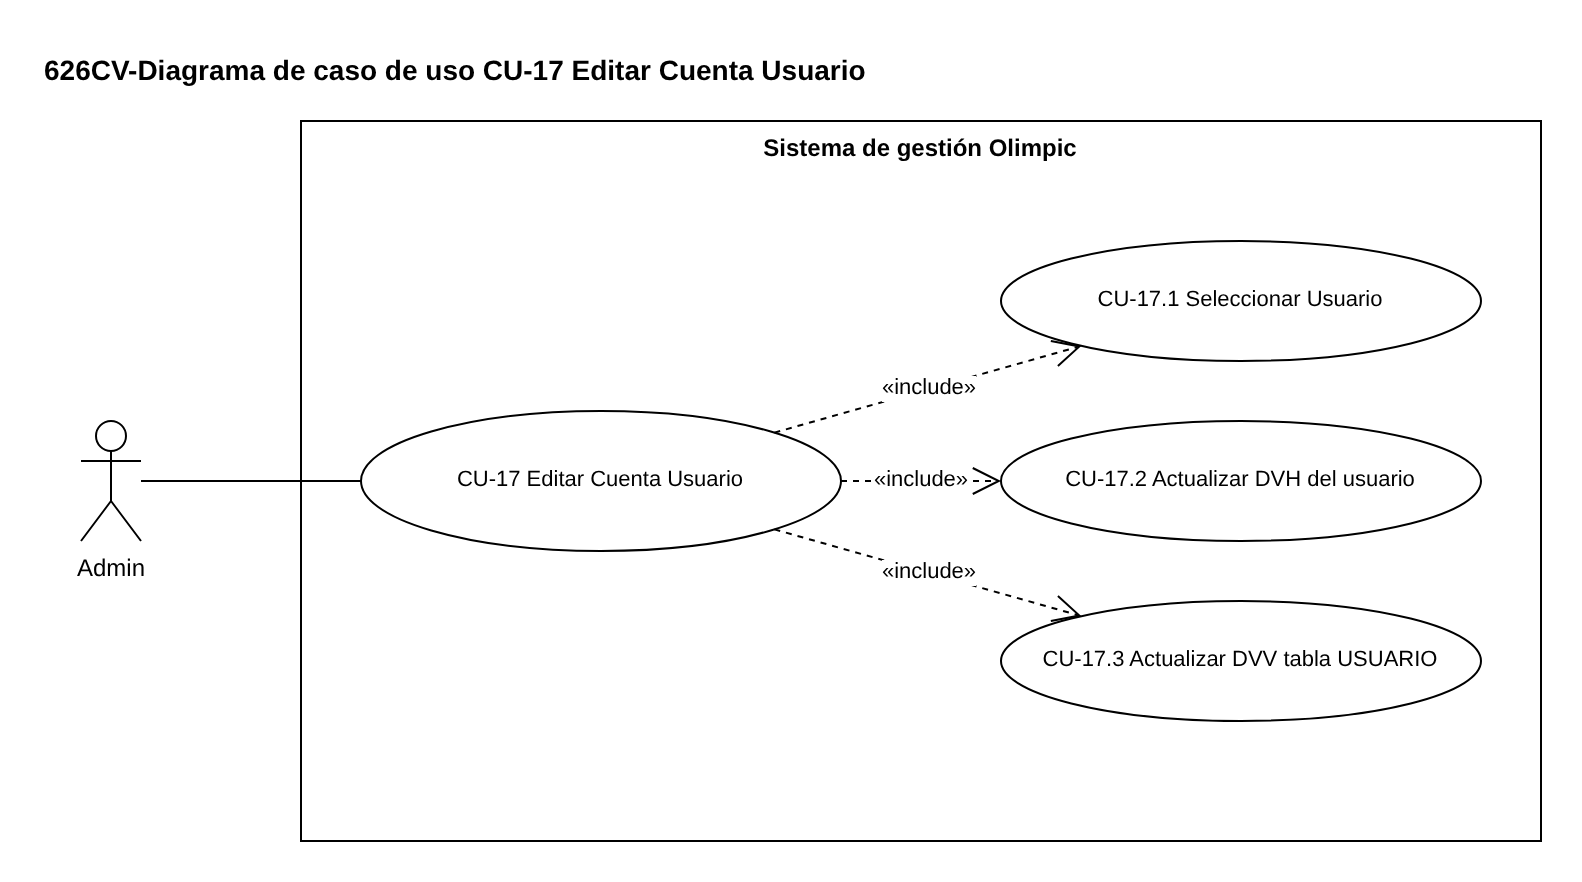 626CV-Diagrama de caso de uso CU-17 Editar Cuenta Usuario
Sistema de gestión Olimpic
CU-17.1 Seleccionar Usuario
«include»
CU-17 Editar Cuenta Usuario
«include»
CU-17.2 Actualizar DVH del usuario
Admin
«include»
CU-17.3 Actualizar DVV tabla USUARIO